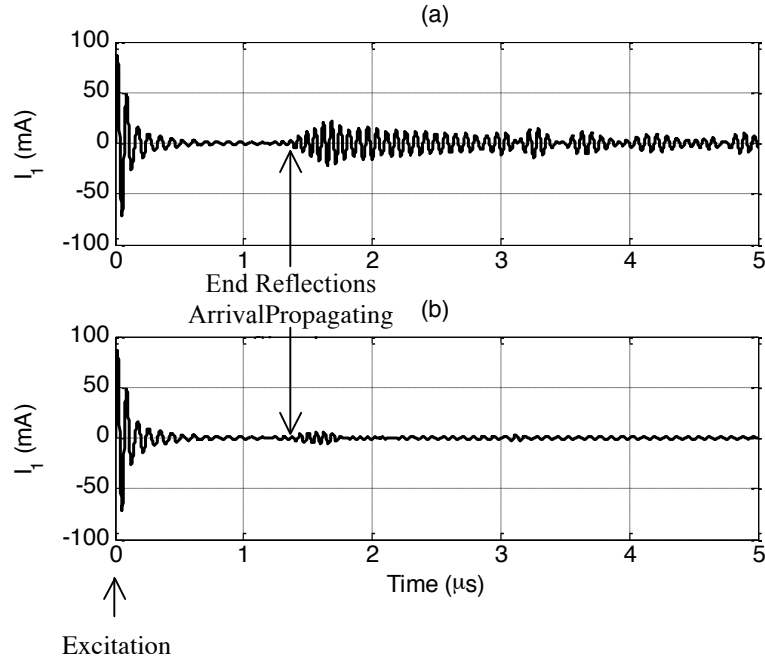 (a)
100
50
0
-50
-100
I1 (mA)
0 1 2 3 4 5
End Reflections
ArrivalPropagating
(b)
100
50
0
-50
-100
I1 (mA)
0 1 2 3 4 5
Time (μs)
Excitation